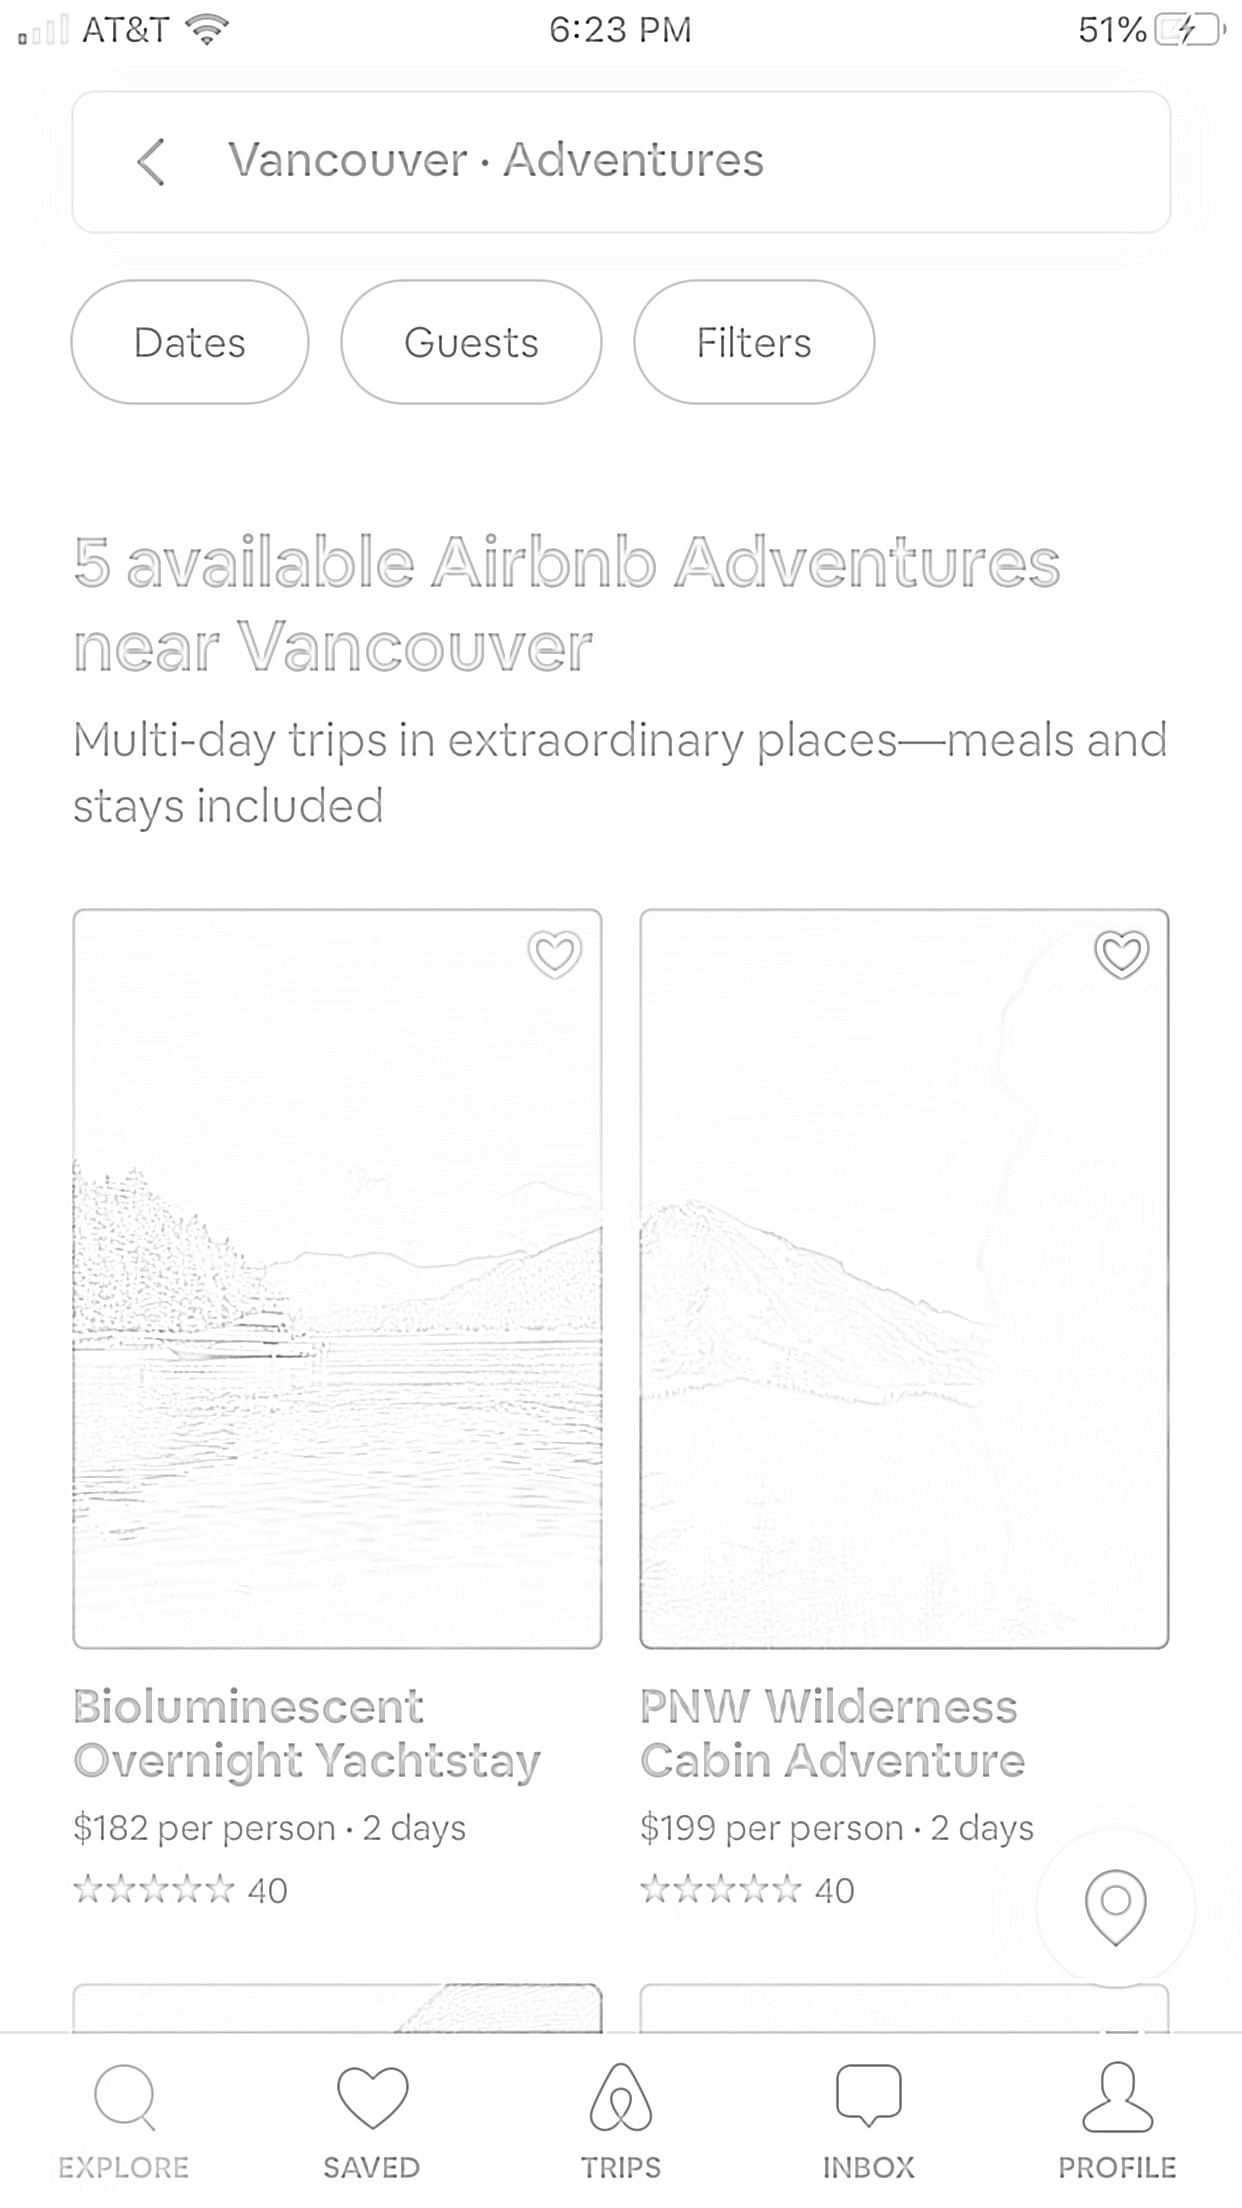 AT&T 6:23 PM 51%
Vancouver · Adventures
Dates Guests Filters
5 available Airbnb Adventures
near Vancouver
Multi-day trips in extraordinary places—meals and
stays included
Bioluminescent
Overnight Yachtstay
$182 per person · 2 days
40
PNW Wilderness
Cabin Adventure
$199 per person · 2 days
40
EXPLORE SAVED TRIPS INBOX PROFILE